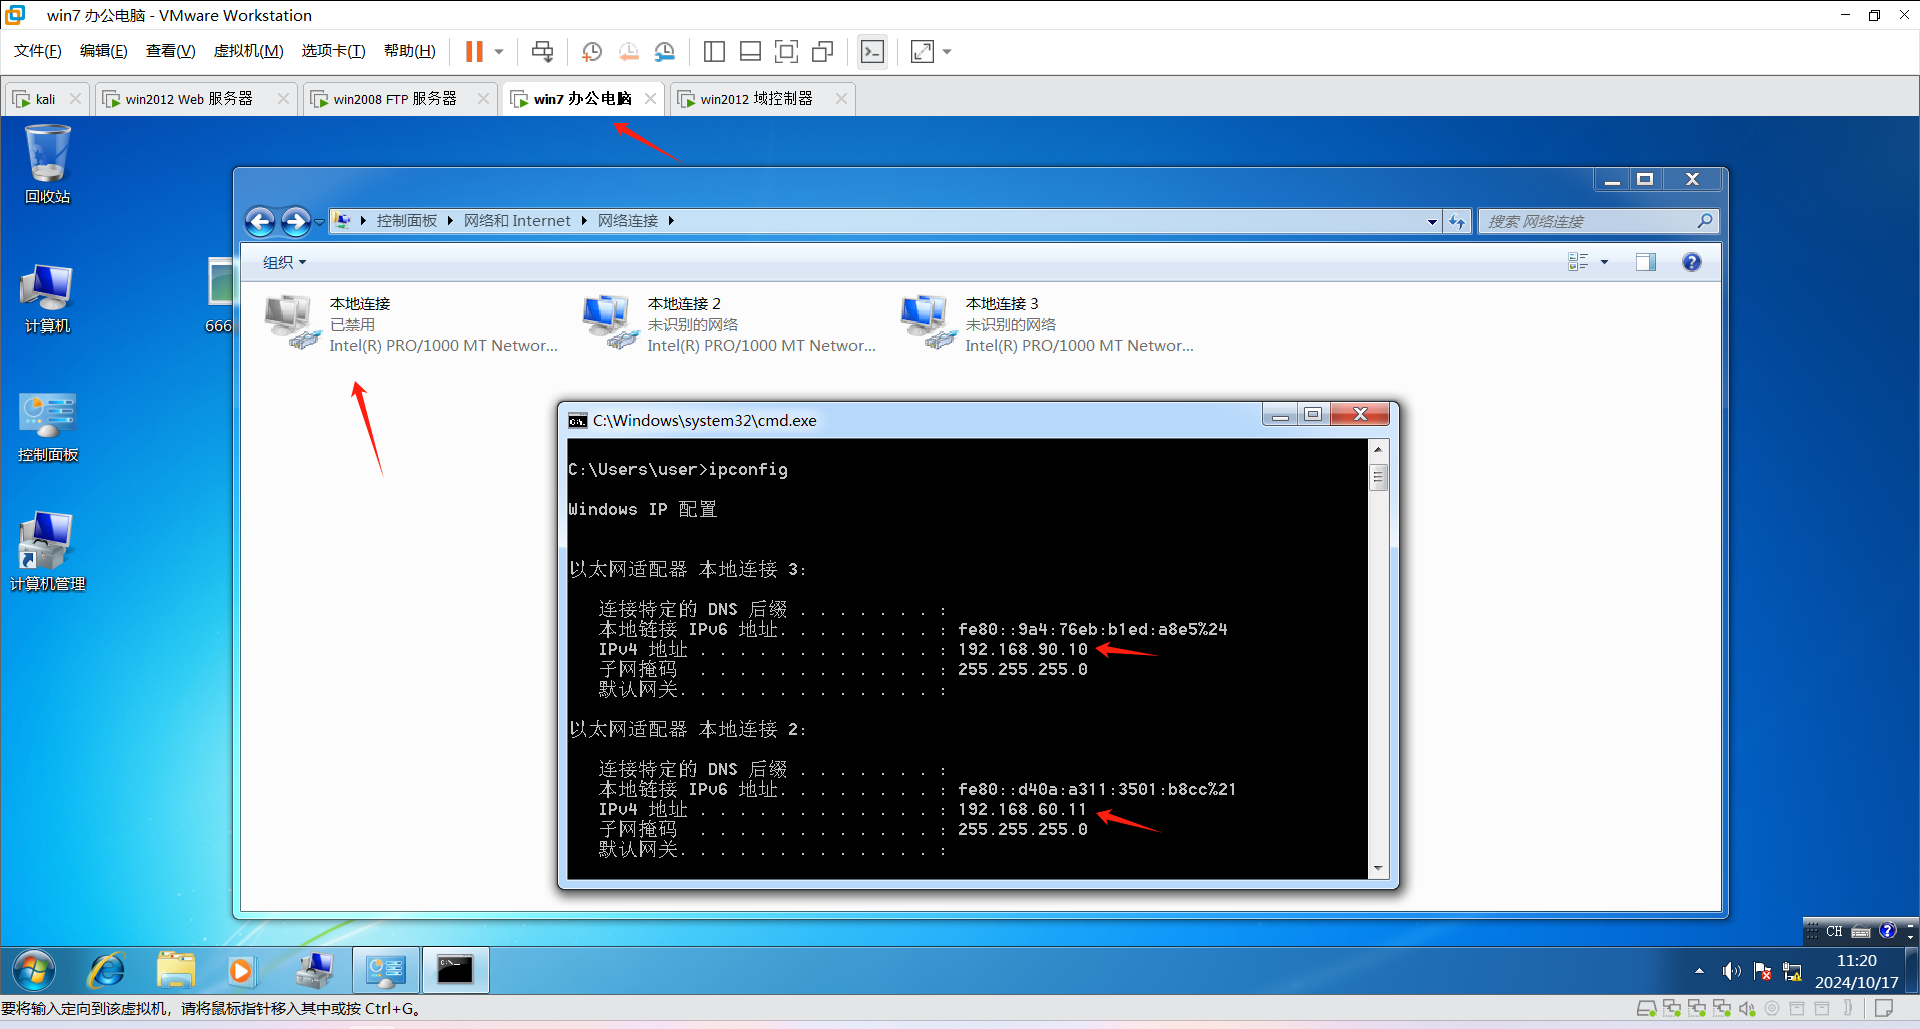 win7 办公电脑 - VMware Workstation
文件(F) 编辑(E) 查看(V) 虚拟机(M) 选项卡(T) 帮助(H)
kali
win2012 Web 服务器
win2008 FTP 服务器
win7 办公电脑
win2012 域控制器
回收站
计算机
666
控制面板
计算机管理
控制面板 网络和 Internet 网络连接
搜索 网络连接
组织
本地连接
已禁用
Intel(R) PRO/1000 MT Networ...
本地连接 2
未识别的网络
Intel(R) PRO/1000 MT Networ...
本地连接 3
未识别的网络
Intel(R) PRO/1000 MT Networ...
C:\Windows\system32\cmd.exe
C:\Users\user>ipconfig
Windows IP 配置
以太网适配器 本地连接 3:
连接特定的 DNS 后缀 . . . . . . . :
本地链接 IPv6 地址. . . . . . . . : fe80::9a4:76eb:b1ed:a8e5%24
IPv4 地址 . . . . . . . . . . . . : 192.168.90.10
子网掩码  . . . . . . . . . . . . : 255.255.255.0
默认网关. . . . . . . . . . . . . :
以太网适配器 本地连接 2:
连接特定的 DNS 后缀 . . . . . . . :
本地链接 IPv6 地址. . . . . . . . : fe80::d40a:a311:3501:b8cc%21
IPv4 地址 . . . . . . . . . . . . : 192.168.60.11
子网掩码  . . . . . . . . . . . . : 255.255.255.0
默认网关. . . . . . . . . . . . . :
CH
11:20
2024/10/17
要将输入定向到该虚拟机，请将鼠标指针移入其中或按 Ctrl+G。